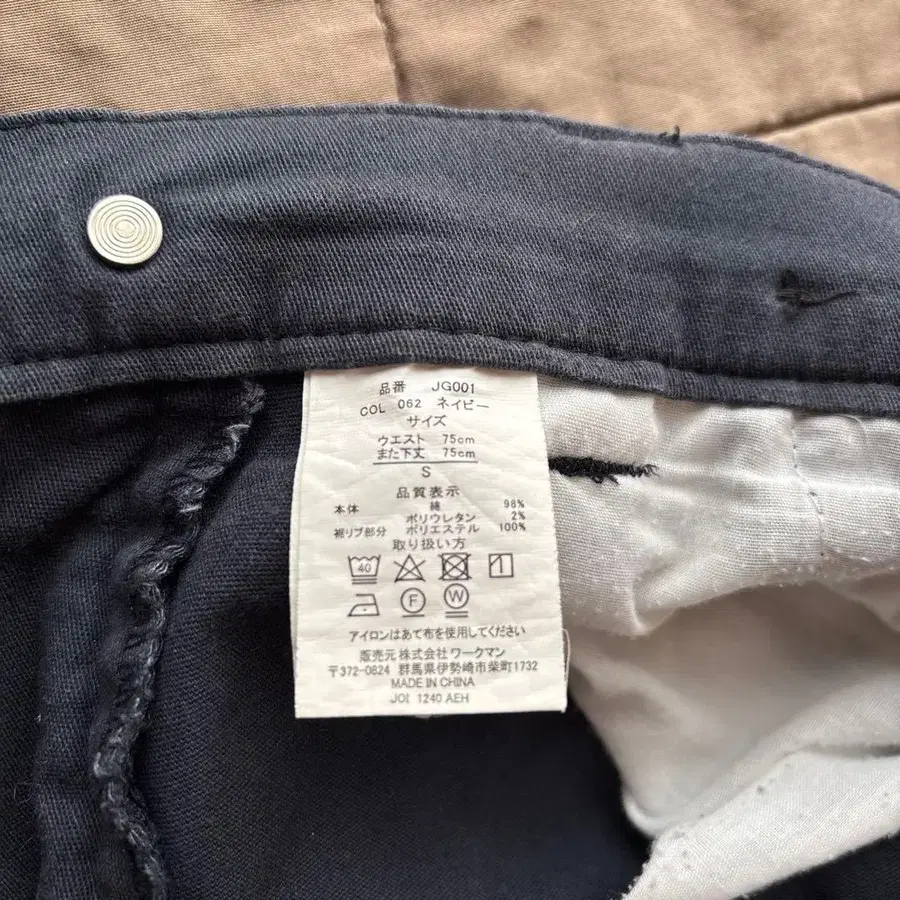 品番 JG001
COL 062 ネイビー
サイズ
ウエスト 75cm
また下丈 75cm
S
品質表示
本体 綿 98%
ポリウレタン 2%
裾リブ部分 ポリエステル 100%
取り扱い方
40
1
F W
アイロンはあて布を使用してください
販売元 株式会社 ワークマン
〒372-0824 群馬県伊勢崎市柴町1732
MADE IN CHINA
JOI 1240 AEH